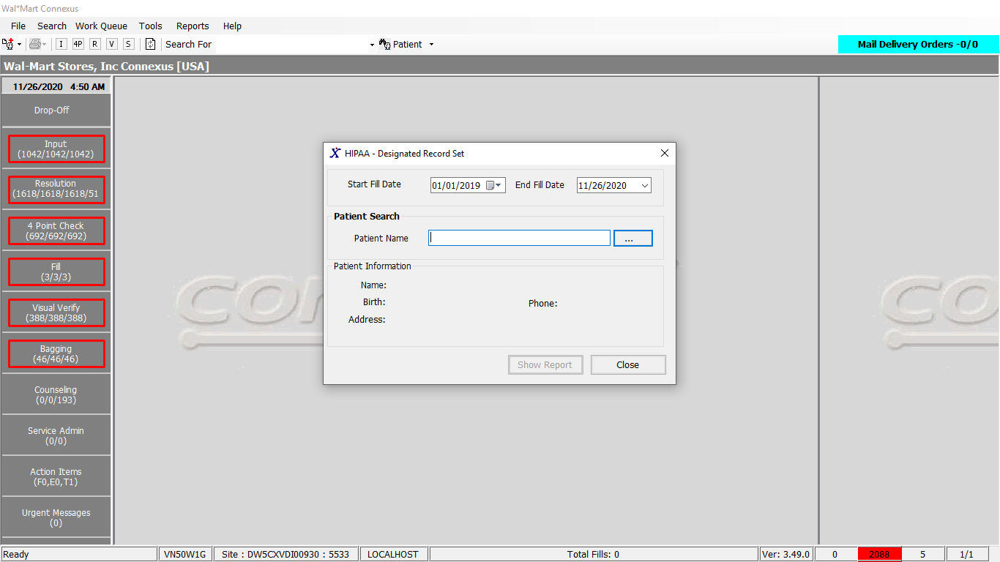 Wal*Mart Connexus
File Search Work Queue Tools Reports Help
I 4P R V S Search For Patient Mail Delivery Orders -0/0
Wal-Mart Stores, Inc Connexus [USA]
11/26/2020 4:50 AM
Drop-Off
Input
(1042/1042/1042)
Resolution
(1618/1618/1618/51
4 Point Check
(692/692/692)
Fill
(3/3/3)
Visual Verify
(388/388/388)
Bagging
(46/46/46)
Counseling
(0/0/193)
Service Admin
(0/0)
Action Items
(F0,E0,T1)
Urgent Messages
(0)
HIPAA - Designated Record Set
Start Fill Date 01/01/2019 End Fill Date 11/26/2020
Patient Search
Patient Name ...
Patient Information
Name:
Birth:
Phone:
Address:
Show Report Close
CO
Ready VN50W1G Site : DW5CXVDI00930 : 5533 LOCALHOST Total Fills: 0 Ver: 3.49.0 0 2088 5 1/1